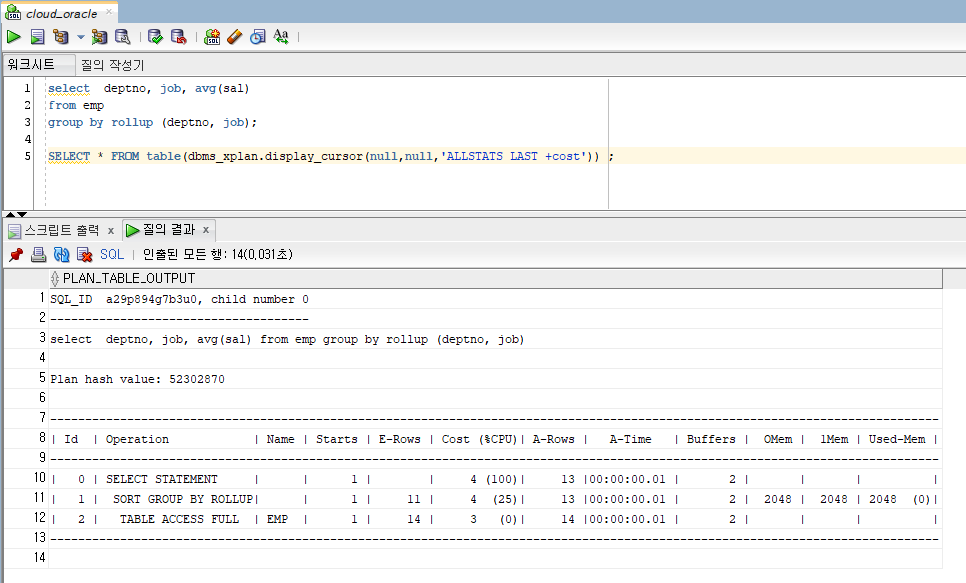 cloud_oracle
워크시트 질의 작성기
1 select  deptno, job, avg(sal)
2 from emp
3 group by rollup (deptno, job);
4
5 SELECT * FROM table(dbms_xplan.display_cursor(null,null,'ALLSTATS LAST +cost')) ;
스크립트 출력 x 질의 결과 x
SQL | 인출된 모든 행: 14(0,031초)
PLAN_TABLE_OUTPUT
1 SQL_ID  a29p894g7b3u0, child number 0
2 -------------------------------------
3 select  deptno, job, avg(sal) from emp group by rollup (deptno, job)
4
5 Plan hash value: 52302870
6
7 ---------------------------------------------------------------------------------------------------------------
8 | Id  | Operation            | Name | Starts | E-Rows | Cost (%CPU)| A-Rows |   A-Time   | Buffers |  OMem |  1Mem | Used-Mem |
9 ---------------------------------------------------------------------------------------------------------------
10 |   0 | SELECT STATEMENT     |      |      1 |        |     4 (100)|     13 |00:00:00.01 |       2 |       |       |          |
11 |   1 |  SORT GROUP BY ROLLUP|      |      1 |     11 |     4  (25)|     13 |00:00:00.01 |       2 |  2048 |  2048 | 2048  (0)|
12 |   2 |   TABLE ACCESS FULL  | EMP  |      1 |     14 |     3   (0)|     14 |00:00:00.01 |       2 |       |       |          |
13 ---------------------------------------------------------------------------------------------------------------
14